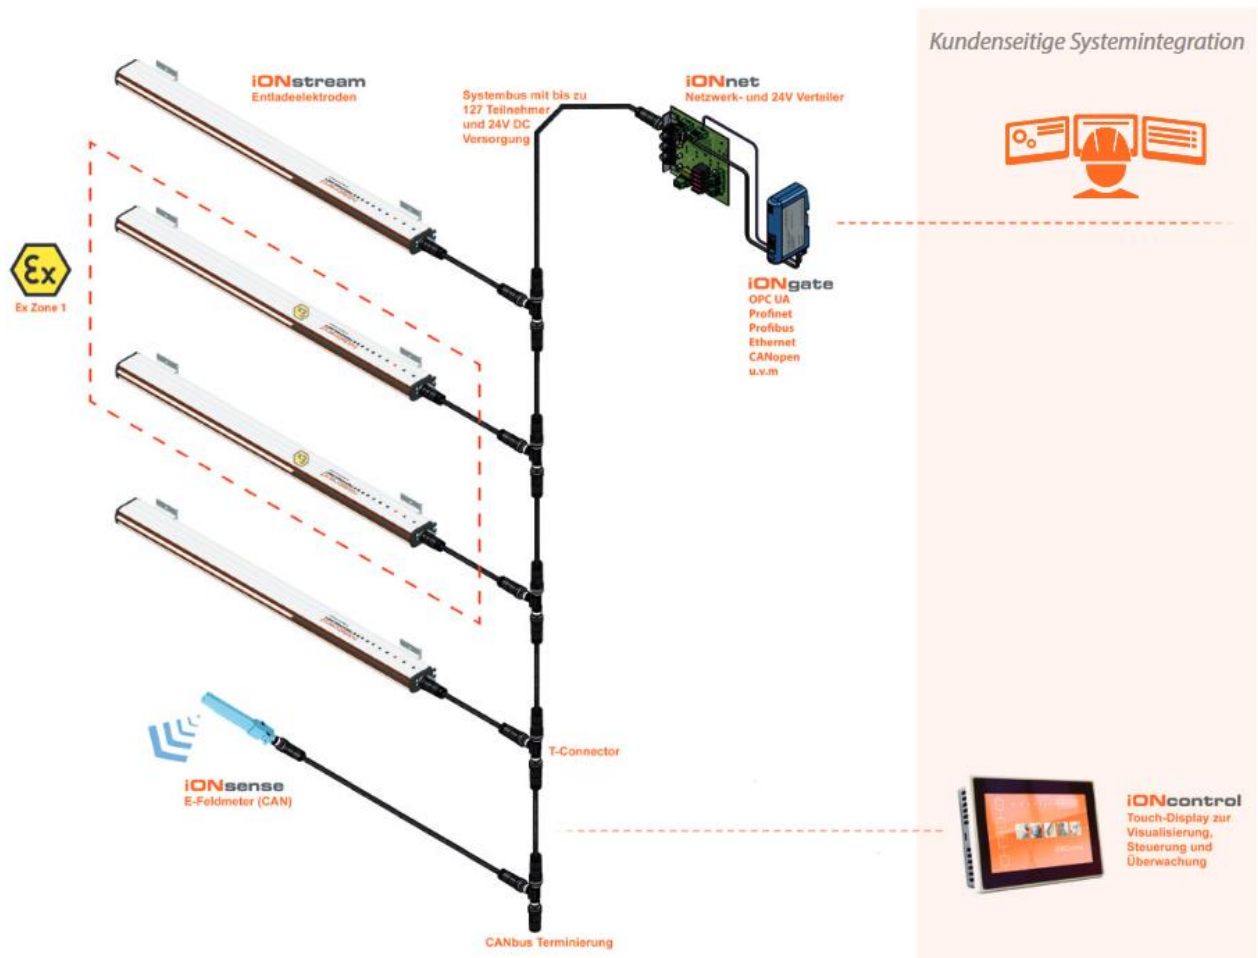 Kundenseitige Systemintegration
iONstream
Entladeelektroden
Systembus mit bis zu
127 Teilnehmer
und 24V DC
Versorgung
iONnet
Netzwerk- und 24V Verteiler
Ex
Ex Zone 1
iONgate
OPC UA
Profinet
Profibus
Ethernet
CANopen
u.v.m
T-Connector
iONsense
E-Feldmeter (CAN)
iONcontrol
Touch-Display zur
Visualisierung,
Steuerung und
Überwachung
CANbus Terminierung